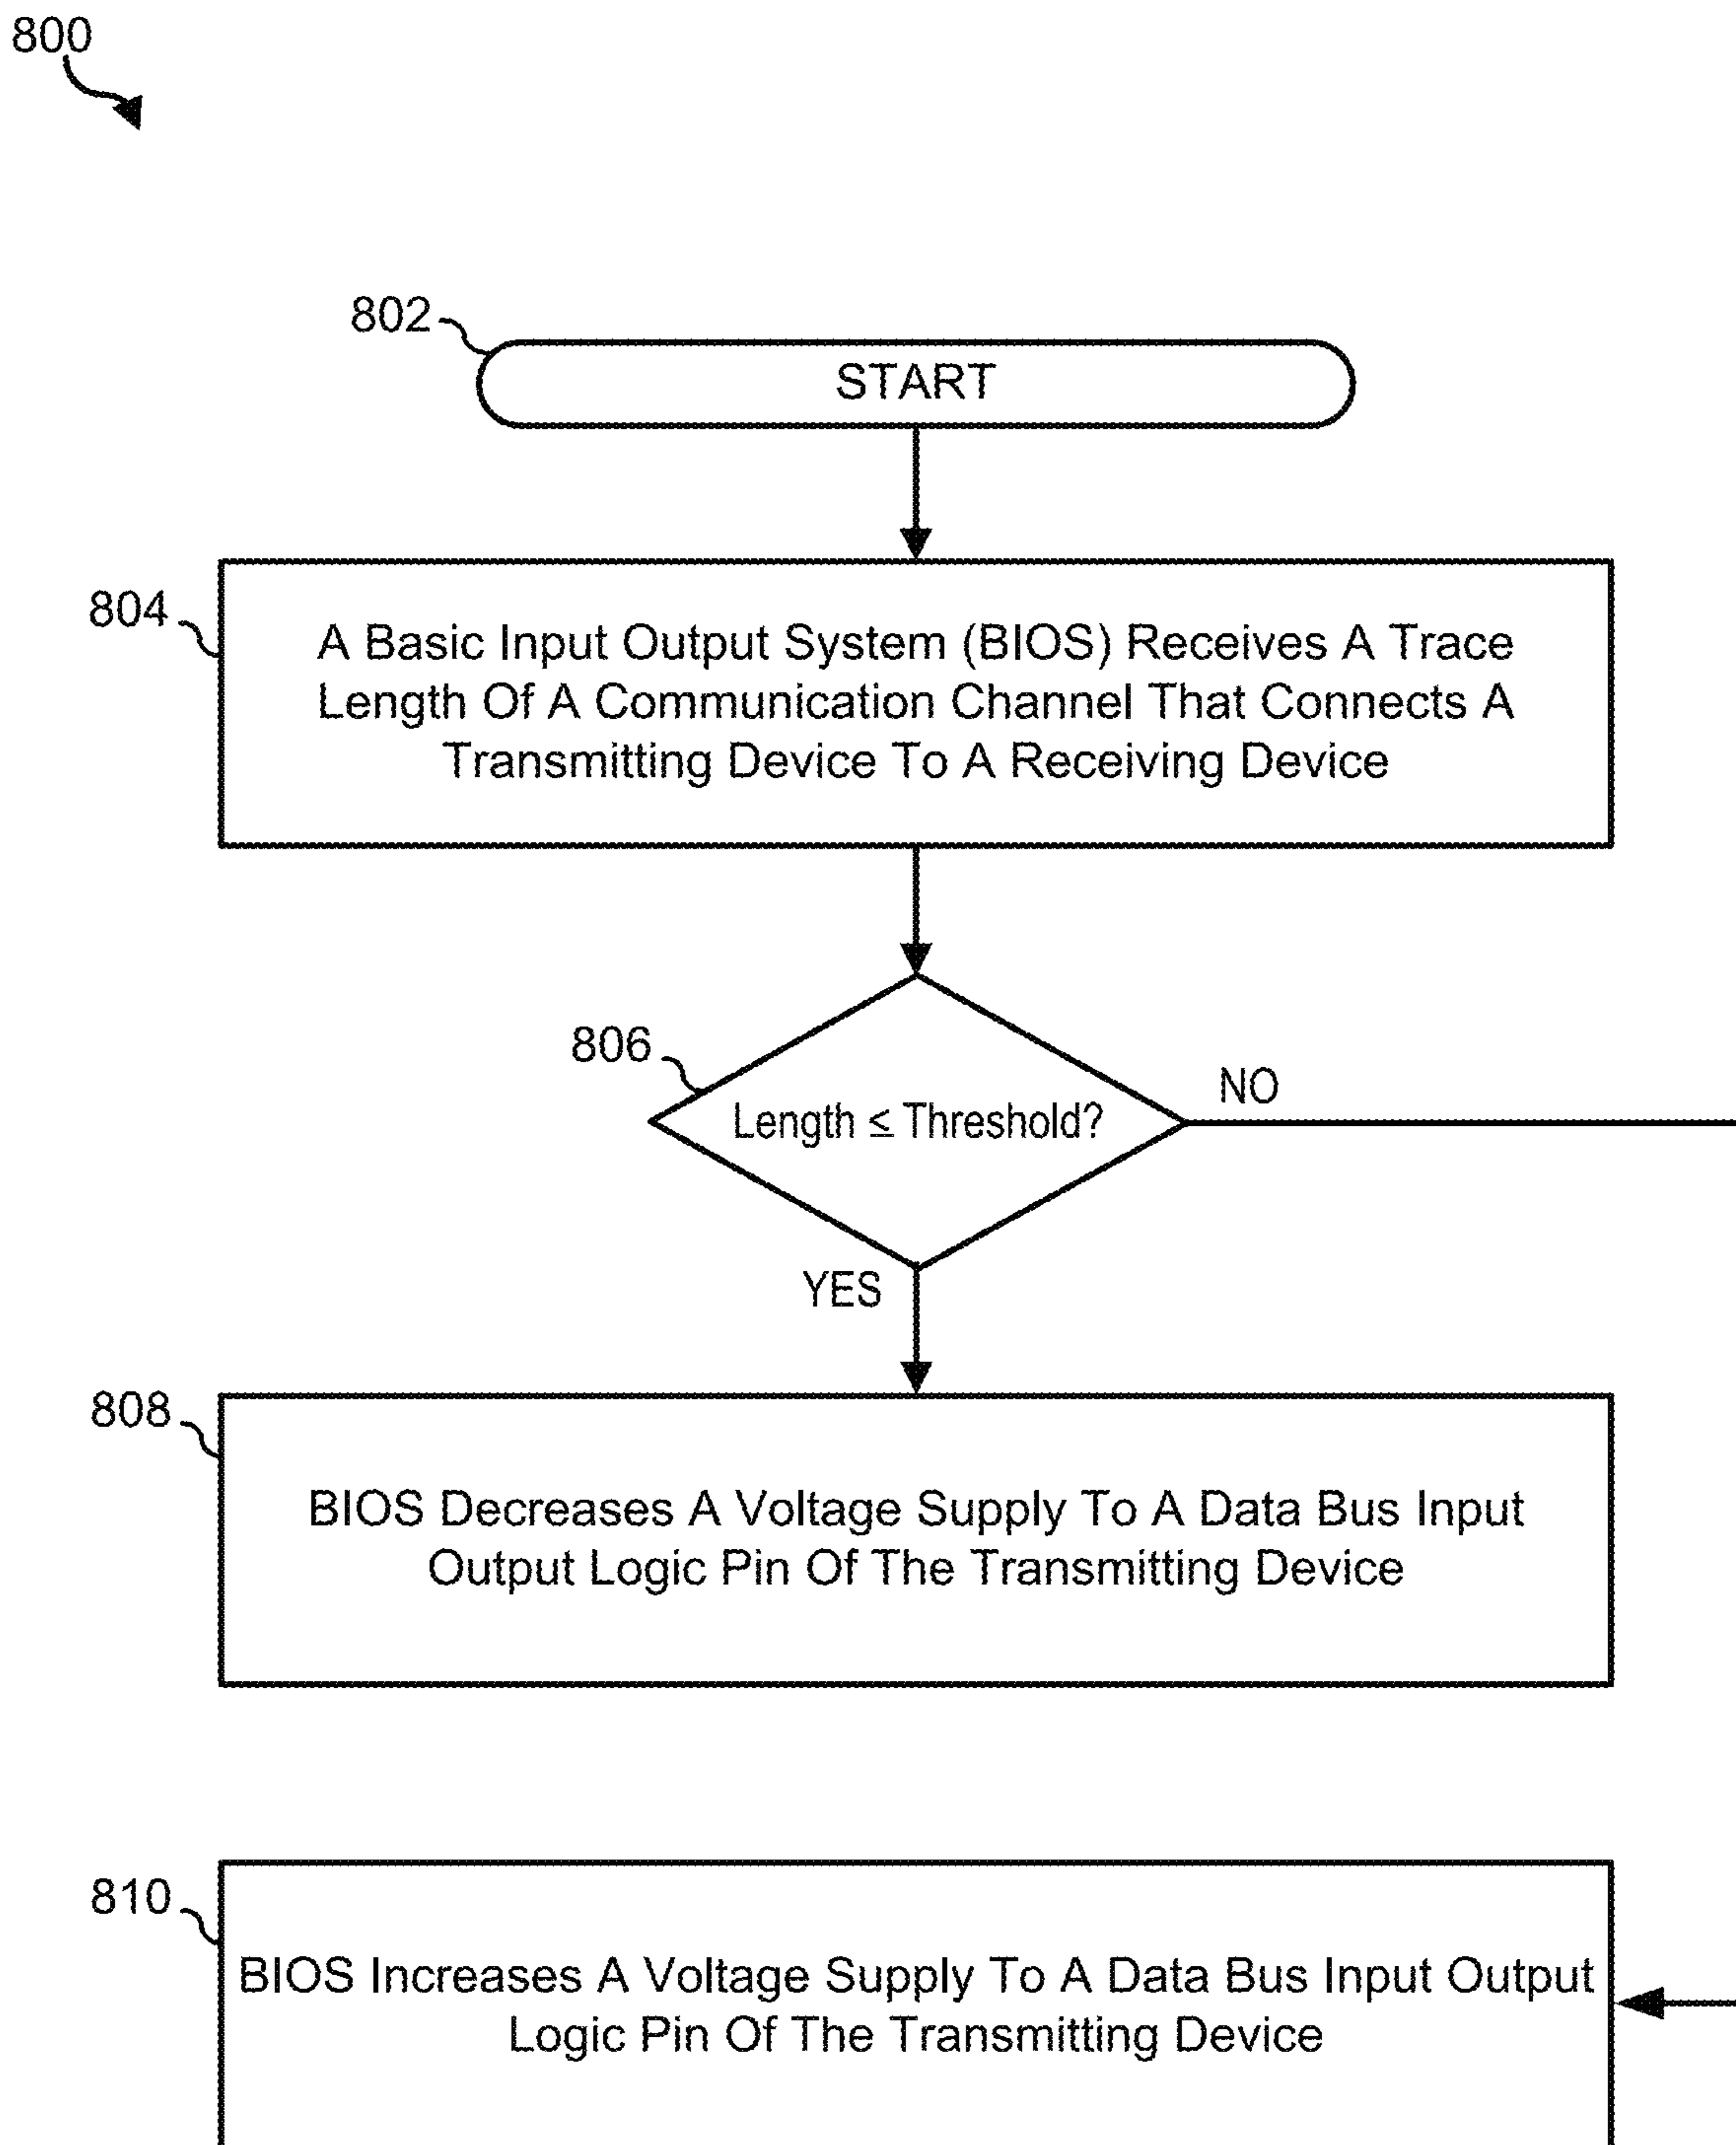 800
802
START
804
A Basic Input Output System (BIOS) Receives A Trace
Length Of A Communication Channel That Connects A
Transmitting Device To A Receiving Device
806
Length ≤ Threshold?
NO
YES
808
BIOS Decreases A Voltage Supply To A Data Bus Input
Output Logic Pin Of The Transmitting Device
810
BIOS Increases A Voltage Supply To A Data Bus Input Output
Logic Pin Of The Transmitting Device